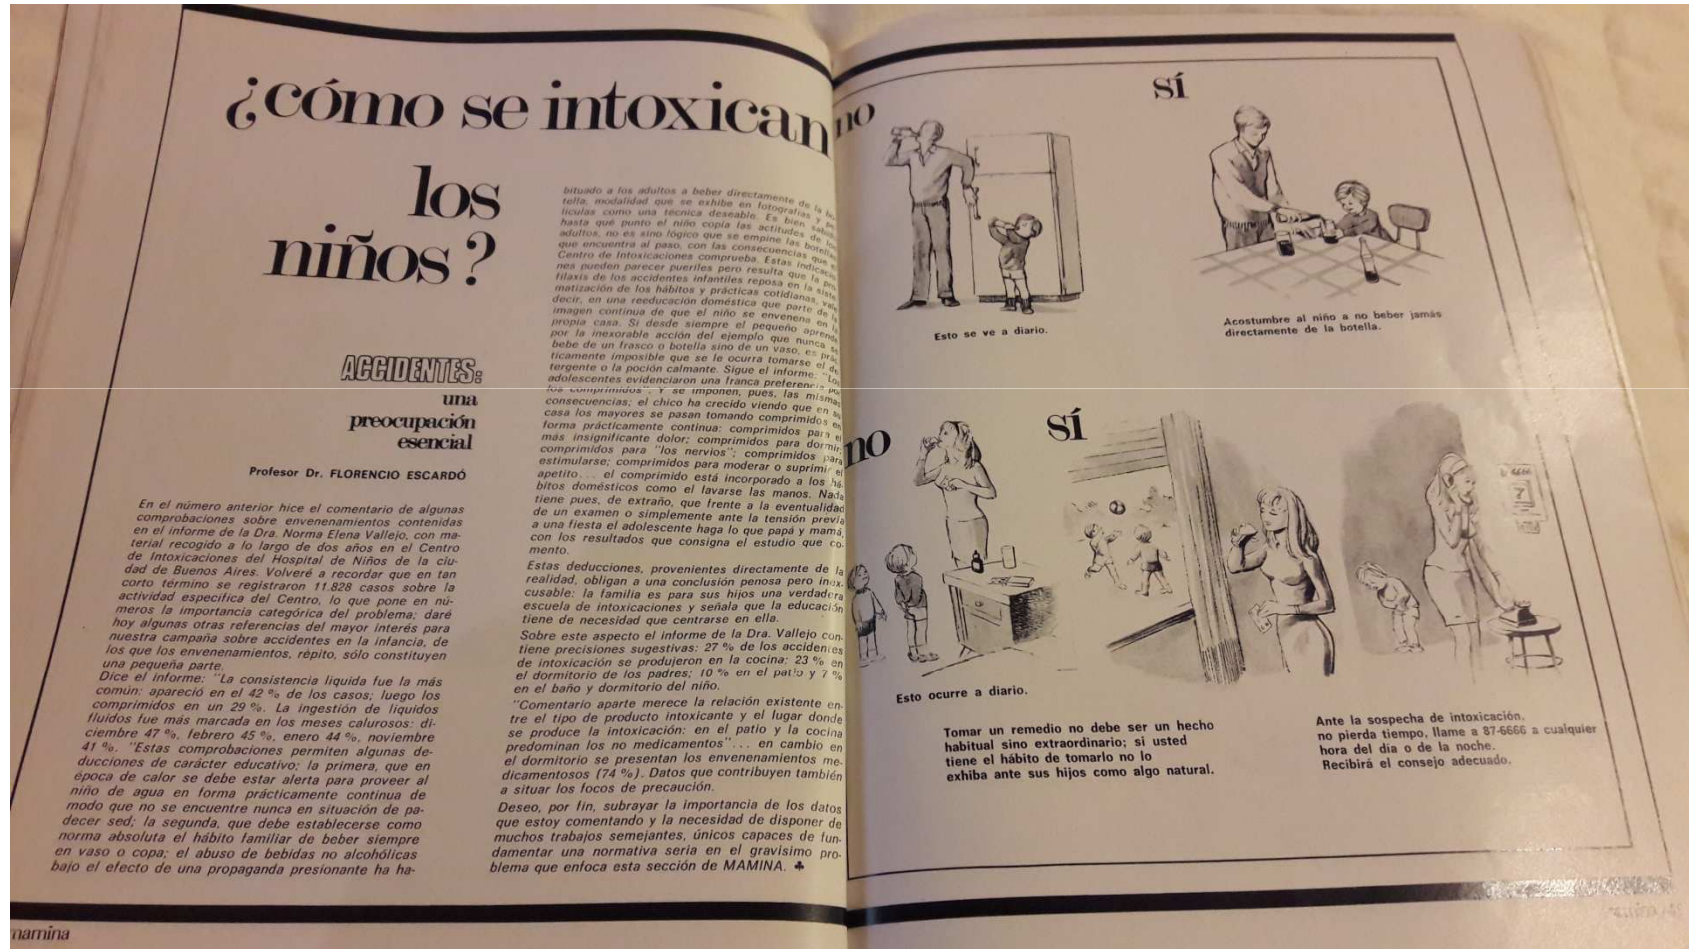 ¿cómo se intoxican
los
niños?
ACCIDENTES:
una
preocupación
esencial
Profesor Dr. FLORENCIO ESCARDÓ
En el número anterior hice el comentario de algunas
comprobaciones sobre envenenamientos contenidas
en el informe de la Dra. Norma Elena Vallejo, con ma-
terial recogido a lo largo de dos años en el Centro
de Intoxicaciones del Hospital de Niños de la ciu-
dad de Buenos Aires. Volveré a recordar que en tan
corto término se registraron 11.828 casos sobre la
actividad específica del Centro, lo que pone en nú-
meros la importancia categórica del problema; daré
hoy algunas otras referencias del mayor interés para
nuestra campaña sobre accidentes en la infancia, de
los que los envenenamientos, répito, sólo constituyen
una pequeña parte.
Dice el informe: "La consistencia líquida fue la más
común: apareció en el 42 % de los casos; luego los
comprimidos en un 29 %. La ingestión de líquidos
fluidos fue más marcada en los meses calurosos: di-
ciembre 47 %, febrero 45 %, enero 44 %, noviembre
41 %. "Estas comprobaciones permiten algunas de-
ducciones de carácter educativo; la primera, que en
época de calor se debe estar alerta para proveer al
niño de agua en forma prácticamente continua de
modo que no se encuentre nunca en situación de pa-
decer sed; la segunda, que debe establecerse como
norma absoluta el hábito familiar de beber siempre
en vaso o copa; el abuso de bebidas no alcohólicas
bajo el efecto de una propaganda presionante ha ha-
bituado a los adultos a beber directamente de la bo-
tella, modalidad que se exhibe en fotografías y pe-
lículas como una técnica deseable. Es bien sabido
hasta que punto el niño copia las actitudes de los
adultos, no es sino lógico que se empine las botellas
que encuentra al paso, con las consecuencias que el
Centro de Intoxicaciones comprueba. Estas indicacio-
nes pueden parecer pueriles pero resulta que la pro-
filaxis de los accidentes infantiles reposa en la siste-
matización de los hábitos y prácticas cotidianas, vale
decir, en una reeducación doméstica que parte de la
imagen continua de que el niño se envenena en la
propia casa. Si desde siempre el pequeño aprende
por la inexorable acción del ejemplo que nunca se
bebe de un frasco o botella sino de un vaso, es prác-
ticamente imposible que se le ocurra tomarse el de-
tergente o la poción calmante. Sigue el informe: "Los
adolescentes evidenciaron una franca preferencia por
los comprimidos". Y se imponen, pues, las mismas
consecuencias; el chico ha crecido viendo que en su
casa los mayores se pasan tomando comprimidos en
forma prácticamente continua: comprimidos para el
más insignificante dolor; comprimidos para dormir,
comprimidos para "los nervios"; comprimidos para
estimularse; comprimidos para moderar o suprimir el
apetito... el comprimido está incorporado a los há-
bitos domésticos como el lavarse las manos. Nada
tiene pues, de extraño, que frente a la eventualidad
de un examen o simplemente ante la tensión previa
a una fiesta el adolescente haga lo que papá y mamá,
con los resultados que consigna el estudio que co-
mento.
Estas deducciones, provenientes directamente de la
realidad, obligan a una conclusión penosa pero inex-
cusable: la familia es para sus hijos una verdadera
escuela de intoxicaciones y señala que la educación
tiene de necesidad que centrarse en ella.
Sobre este aspecto el informe de la Dra. Vallejo con-
tiene precisiones sugestivas: 27 % de los accidentes
de intoxicación se produjeron en la cocina; 23 % en
el dormitorio de los padres; 10 % en el patio y 7 %
en el baño y dormitorio del niño.
"Comentario aparte merece la relación existente en-
tre el tipo de producto intoxicante y el lugar donde
se produce la intoxicación: en el patio y la cocina
predominan los no medicamentos"... en cambio en
el dormitorio se presentan los envenenamientos me-
dicamentosos (74 %). Datos que contribuyen también
a situar los focos de precaución.
Deseo, por fin, subrayar la importancia de los datos
que estoy comentando y la necesidad de disponer de
muchos trabajos semejantes, únicos capaces de fun-
damentar una normativa seria en el gravísimo pro-
blema que enfoca esta sección de MAMINA. ♣
mamina
no
sí
Esto se ve a diario.
Acostumbre al niño a no beber jamás
directamente de la botella.
no
sí
6666
7
Esto ocurre a diario.
Tomar un remedio no debe ser un hecho
habitual sino extraordinario; si usted
tiene el hábito de tomarlo no lo
exhiba ante sus hijos como algo natural.
Ante la sospecha de intoxicación,
no pierda tiempo, llame a 87-6666 a cualquier
hora del día o de la noche.
Recibirá el consejo adecuado.